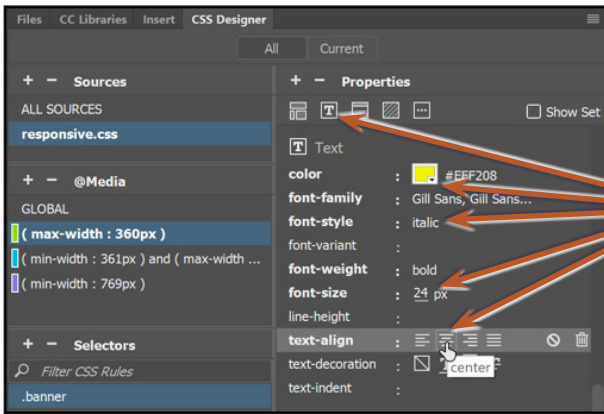 Files CC Libraries Insert CSS Designer
All Current
+ − Sources
ALL SOURCES
responsive.css
+ − @Media
GLOBAL
( max-width : 360px )
( min-width : 361px ) and ( max-width ...
( min-width : 769px )
+ − Selectors
Filter CSS Rules
.banner
+ − Properties
T Show Set
T Text
color : #EFF208
font-family : Gill Sans, Gill Sans...
font-style : italic
font-variant :
font-weight : bold
font-size : 24 px
line-height :
text-align :
text-decoration :
center
text-indent :